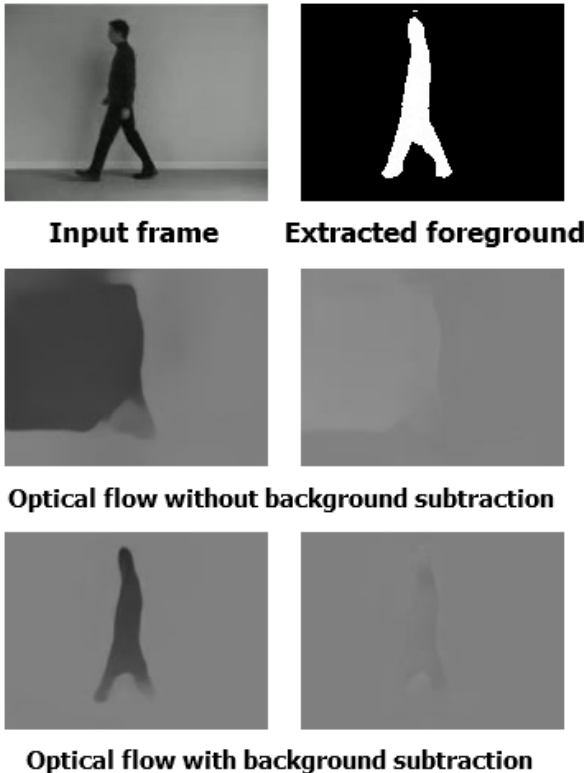 Input frame
Extracted foreground
Optical flow without background subtraction
Optical flow with background subtraction